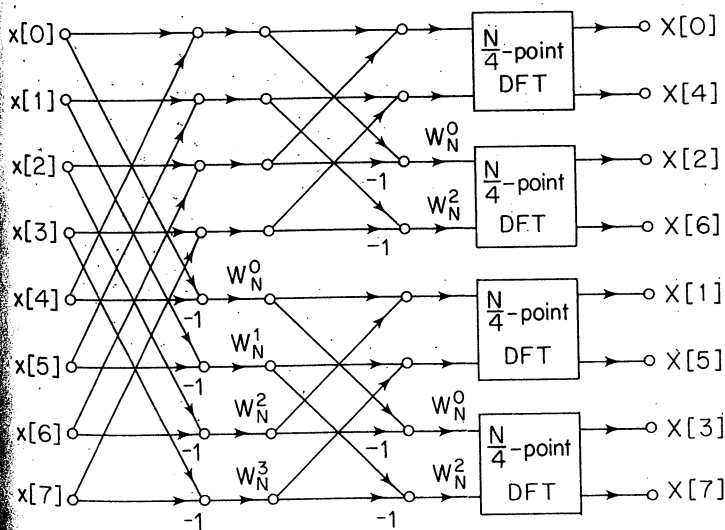 x[0]
x[1]
x[2]
x[3]
x[4]
x[5]
x[6]
x[7]
-1
-1
-1
-1
W_N^0
W_N^1
W_N^2
W_N^3
-1
-1
-1
-1
W_N^0
W_N^2
W_N^0
W_N^2
N/4-point
DFT
N/4-point
DFT
N/4-point
DFT
N/4-point
DFT
X[0]
X[4]
X[2]
X[6]
X[1]
X[5]
X[3]
X[7]